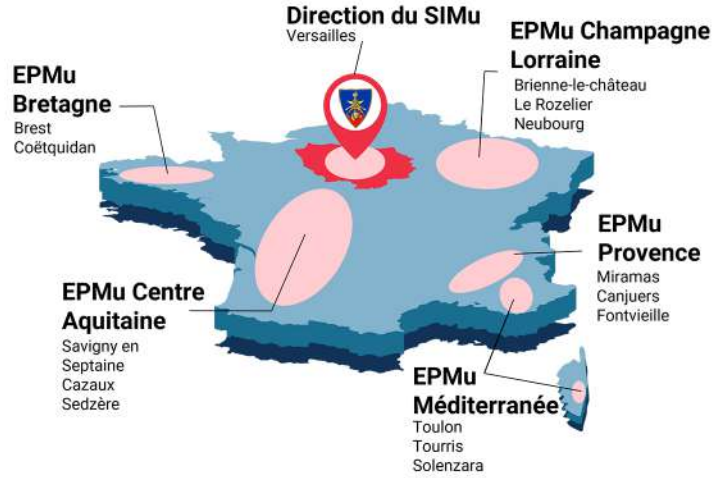 Direction du SIMu
Versailles
EPMu Champagne
Lorraine
Brienne-le-château
Le Rozelier
Neubourg
EPMu
Bretagne
Brest
Coëtquidan
EPMu
Provence
Miramas
Canjuers
Fontvieille
EPMu Centre
Aquitaine
Savigny en
Septaine
Cazaux
Sedzère
EPMu
Méditerranée
Toulon
Tourris
Solenzara